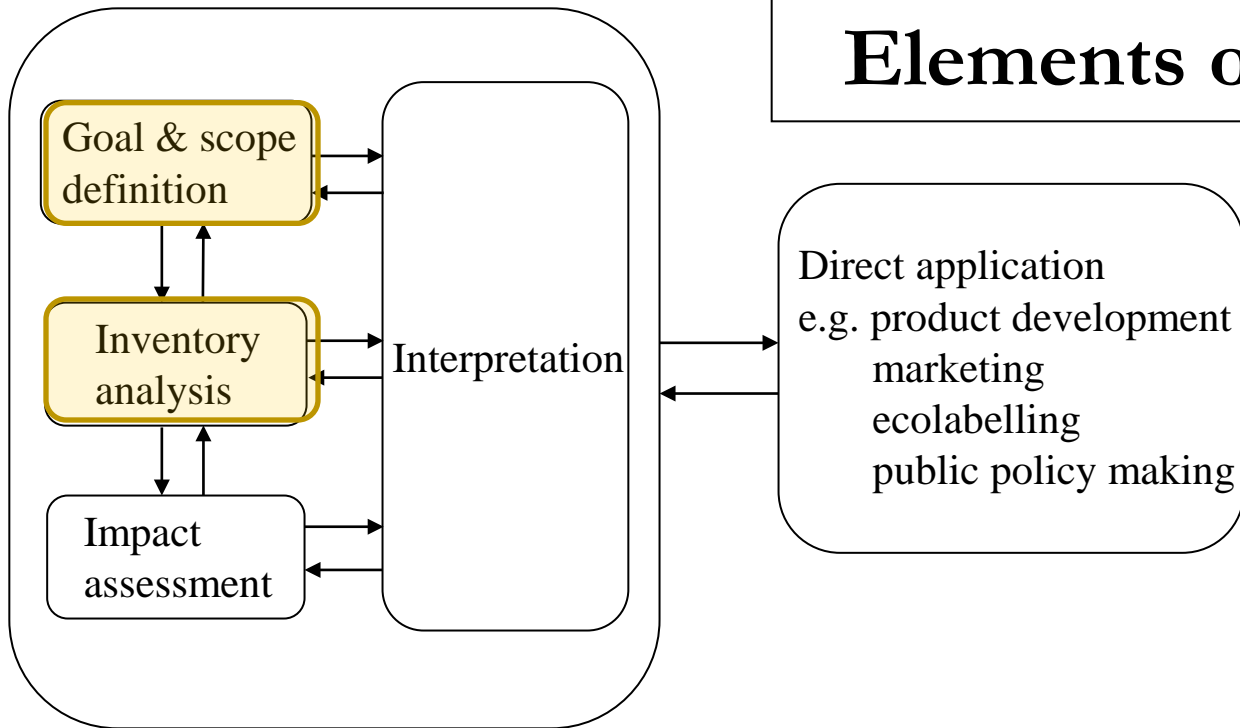 Elements o
Goal & scope
definition
Inventory
analysis
Impact
assessment
Interpretation
Direct application
e.g. product development
marketing
ecolabelling
public policy making